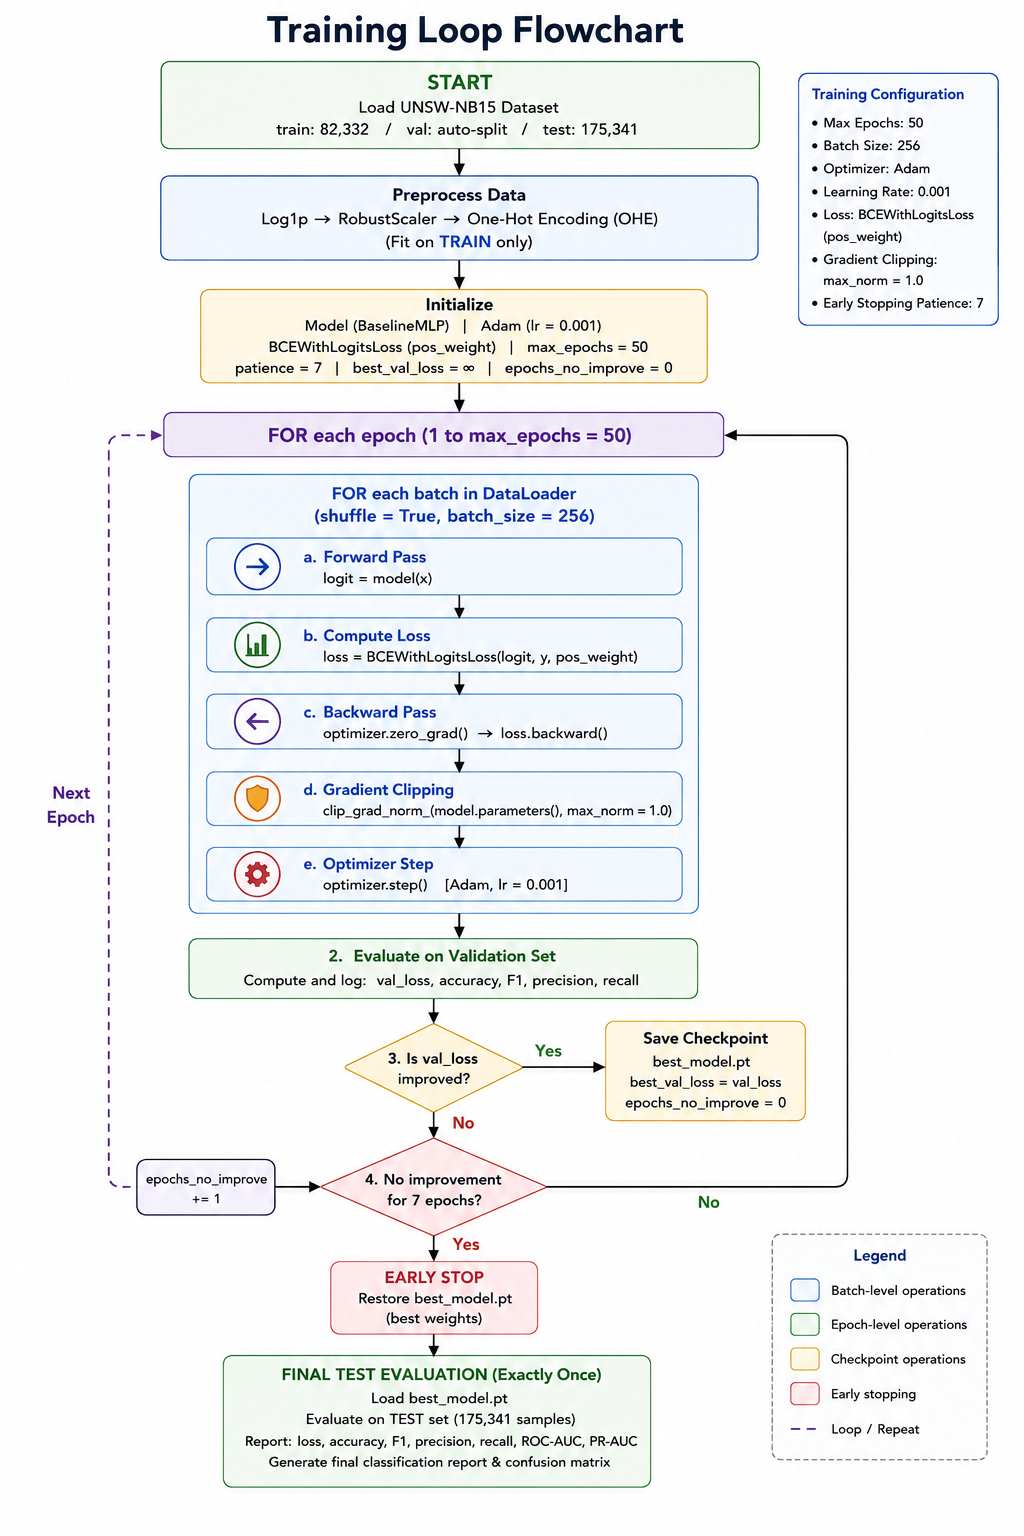 Training Loop Flowchart
START
Load UNSW-NB15 Dataset
train: 82,332 / val: auto-split / test: 175,341
Training Configuration
• Max Epochs: 50
• Batch Size: 256
• Optimizer: Adam
• Learning Rate: 0.001
• Loss: BCEWithLogitsLoss
(pos_weight)
• Gradient Clipping:
max_norm = 1.0
• Early Stopping Patience: 7
Preprocess Data
Log1p → RobustScaler → One-Hot Encoding (OHE)
(Fit on TRAIN only)
Initialize
Model (BaselineMLP) | Adam (lr = 0.001)
BCEWithLogitsLoss (pos_weight) | max_epochs = 50
patience = 7 | best_val_loss = ∞ | epochs_no_improve = 0
FOR each epoch (1 to max_epochs = 50)
FOR each batch in DataLoader
(shuffle = True, batch_size = 256)
a. Forward Pass
logit = model(x)
b. Compute Loss
loss = BCEWithLogitsLoss(logit, y, pos_weight)
c. Backward Pass
optimizer.zero_grad() → loss.backward()
d. Gradient Clipping
clip_grad_norm_(model.parameters(), max_norm = 1.0)
e. Optimizer Step
optimizer.step() [Adam, lr = 0.001]
Next
Epoch
2. Evaluate on Validation Set
Compute and log: val_loss, accuracy, F1, precision, recall
3. Is val_loss
improved?
Yes
Save Checkpoint
best_model.pt
best_val_loss = val_loss
epochs_no_improve = 0
No
epochs_no_improve
+= 1
4. No improvement
for 7 epochs?
No
Yes
EARLY STOP
Restore best_model.pt
(best weights)
FINAL TEST EVALUATION (Exactly Once)
Load best_model.pt
Evaluate on TEST set (175,341 samples)
Report: loss, accuracy, F1, precision, recall, ROC-AUC, PR-AUC
Generate final classification report & confusion matrix
Legend
Batch-level operations
Epoch-level operations
Checkpoint operations
Early stopping
Loop / Repeat